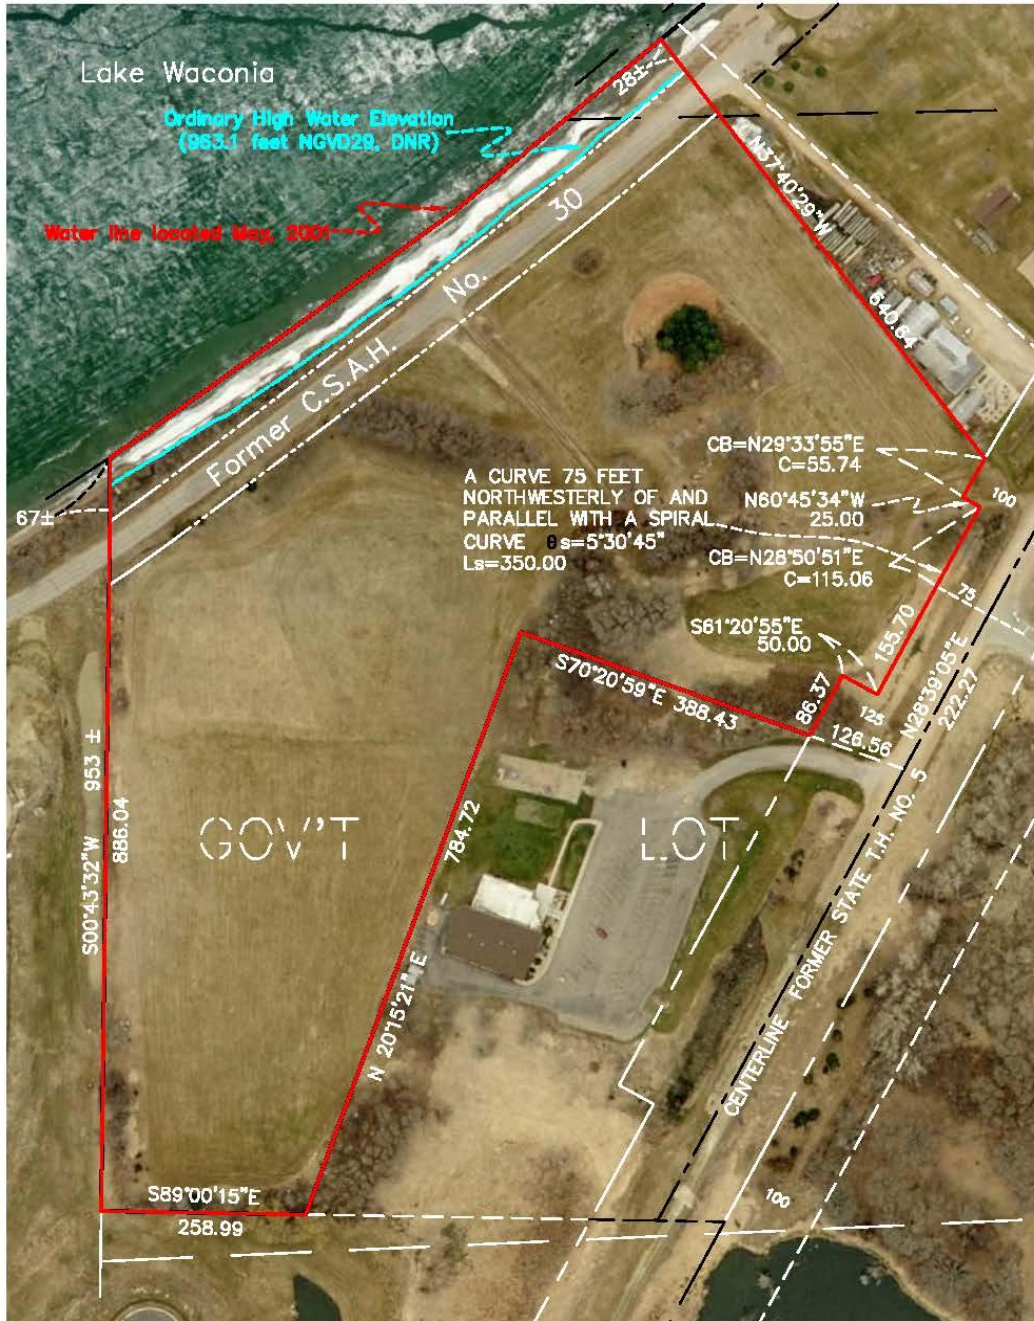 Lake Waconia
28±
Ordinary High Water Elevation
(963.1 feet NGVD29, DNR)
N37°40'29"W
640.64
Water line located May, 2001
Former C.S.A.H. No. 30
CB=N29°33'55"E
C=55.74
100
A CURVE 75 FEET
NORTHWESTERLY OF AND
PARALLEL WITH A SPIRAL
CURVE θs=5°30'45"
Ls=350.00
N60°45'34"W
25.00
67±
CB=N28°50'51"E
C=115.06
75
S61°20'55"E
50.00
155.70
S70°20'59"E 388.43
86.37
125
126.56
N28°39'05"E
222.27
S00°43'32"W 953 ±
886.04
784.72
N 20°15'21" E
GOV'T LOT
CENTERLINE FORMER STATE T.H. NO. 5
S89°00'15"E
258.99
100